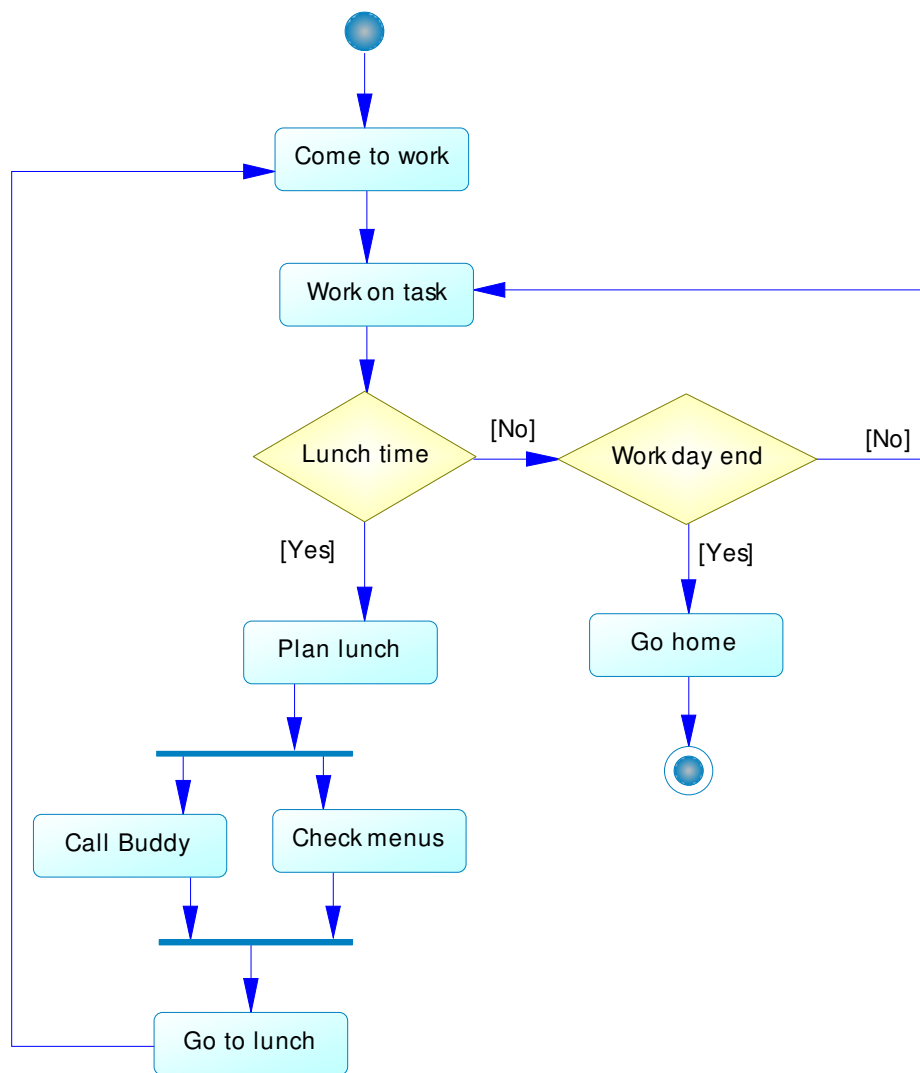 Come to work
Work on task
Lunch time
[No]
Work day end
[No]
[Yes]
[Yes]
Plan lunch
Go home
Call Buddy
Check menus
Go to lunch